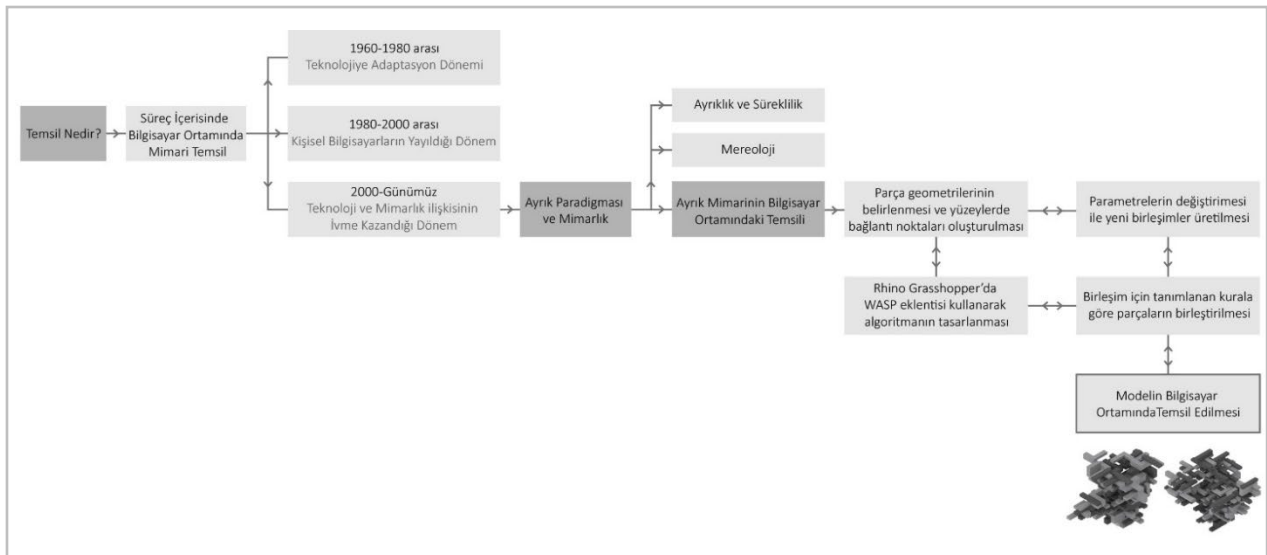 Temsil Nedir?
Süreç İçerisinde
Bilgisayar Ortamında
Mimari Temsil
1960-1980 arası
Teknolojiye Adaptasyon Dönemi
1980-2000 arası
Kişisel Bilgisayarların Yayıldığı Dönem
2000-Günümüz
Teknoloji ve Mimarlık ilişkisinin
İvme Kazandığı Dönem
Ayrık Paradigması
ve Mimarlık
Ayrıklık ve Süreklilik
Mereoloji
Ayrık Mimarinin Bilgisayar
Ortamındaki Temsili
Parça geometrilerinin
belirlenmesi ve yüzeylerde
bağlantı noktaları oluşturulması
Parametrelerin değiştirimesi
ile yeni birleşimler üretilmesi
Rhino Grasshopper'da
WASP eklentisi kullanarak
algoritmanın tasarlanması
Birleşim için tanımlanan kurala
göre parçaların birleştirilmesi
Modelin Bilgisayar
OrtamındaTemsil Edilmesi